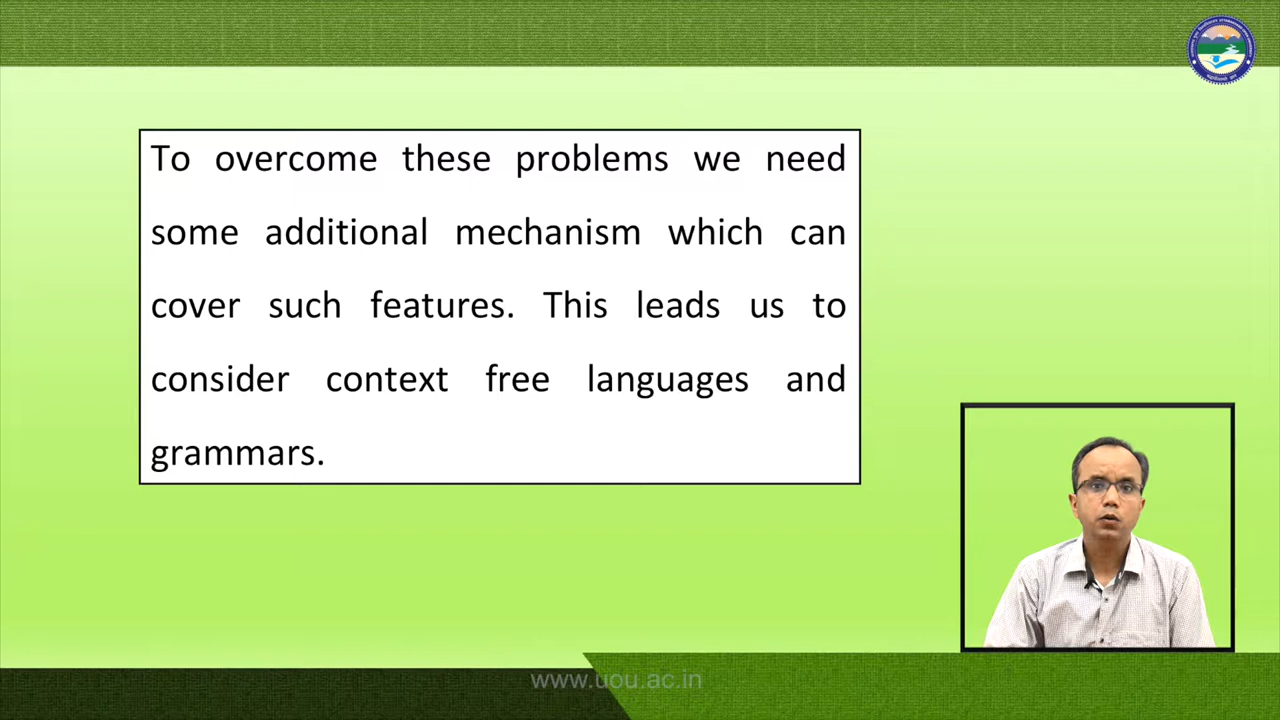 To overcome these problems we need
some additional mechanism which can
cover such features. This leads us to
consider context free languages and
grammars.
www.uou.ac.in